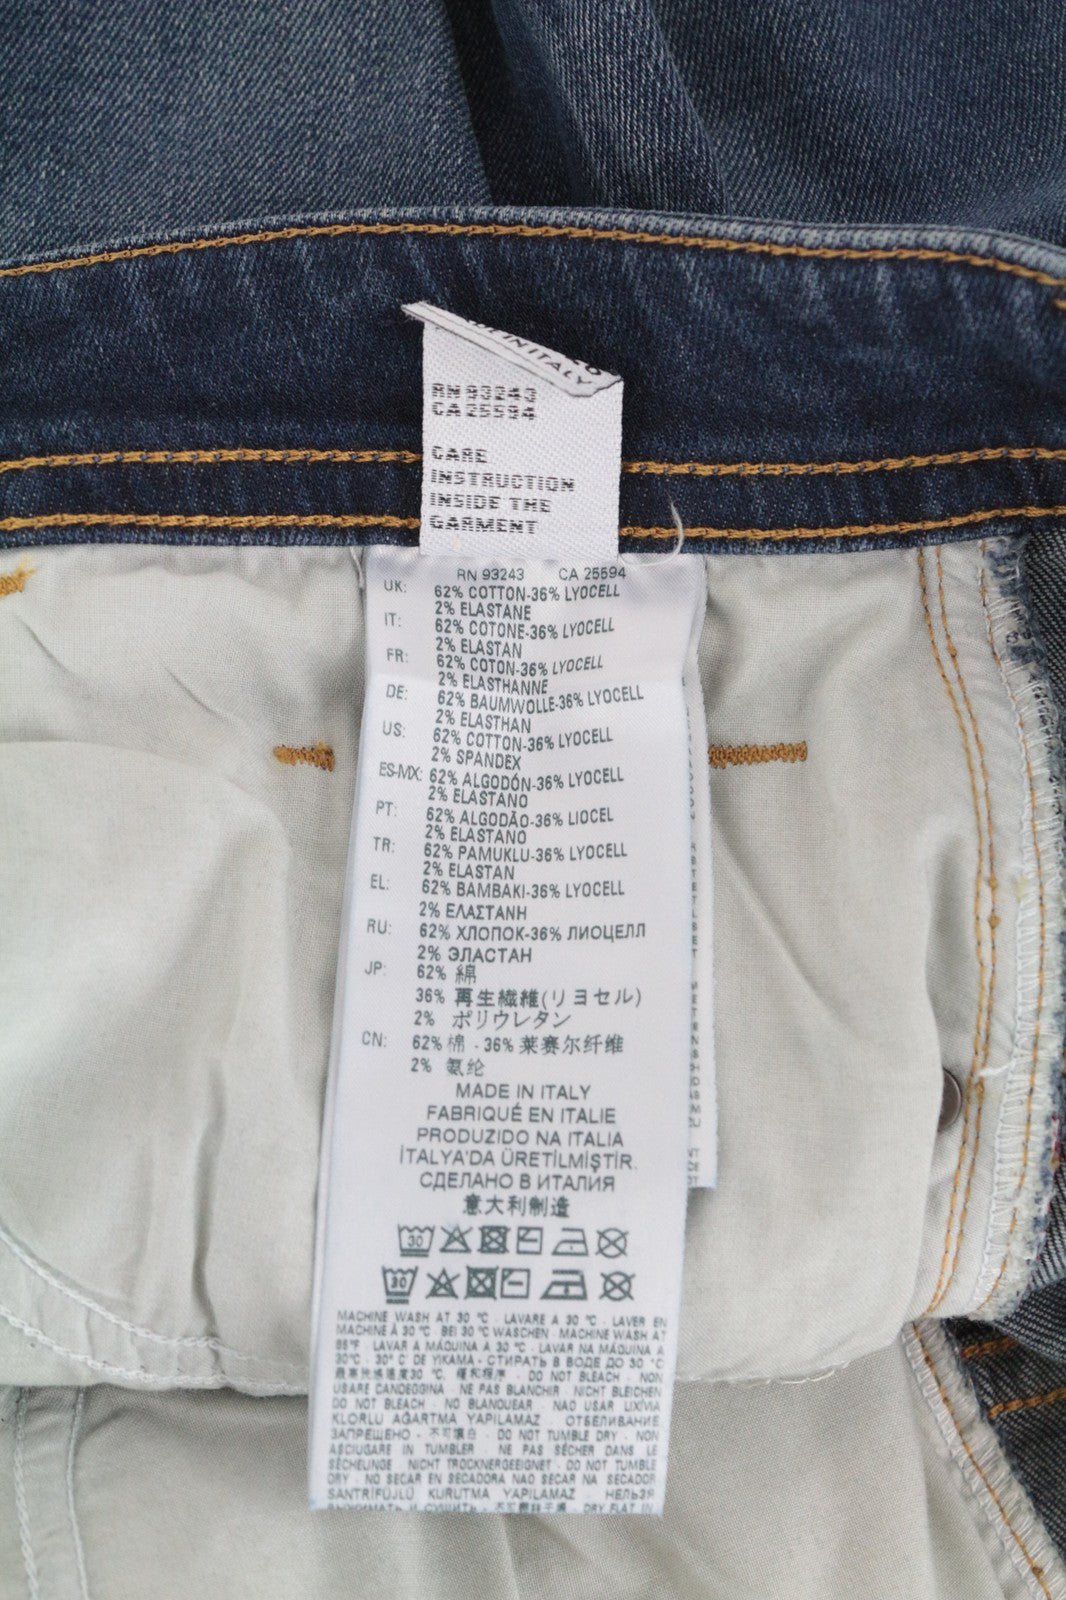 IN ITALY
RN 93243
CA 25594
CARE
INSTRUCTION
INSIDE THE
GARMENT
RN 93243 CA 25594
UK: 62% COTTON-36% LYOCELL
2% ELASTANE
IT: 62% COTONE-36% LYOCELL
2% ELASTAN
FR: 62% COTON-36% LYOCELL
2% ELASTHANNE
DE: 62% BAUMWOLLE-36% LYOCELL
2% ELASTHAN
US: 62% COTTON-36% LYOCELL
2% SPANDEX
ES-MX: 62% ALGODÓN-36% LYOCELL
2% ELASTANO
PT: 62% ALGODÃO-36% LIOCEL
2% ELASTANO
TR: 62% PAMUKLU-36% LYOCELL
2% ELASTAN
EL: 62% BAMBAKI-36% LYOCELL
2% ΕΛΑΣΤΑΝΗ
RU: 62% ХЛОПОК-36% ЛИОЦЕЛЛ
2% ЭЛАСТАН
JP: 62% 綿
36% 再生繊維(リヨセル)
2% ポリウレタン
CN: 62% 棉 - 36% 莱赛尔纤维
2% 氨纶
MADE IN ITALY
FABRIQUÉ EN ITALIE
PRODUZIDO NA ITALIA
İTALYA'DA ÜRETİLMİŞTİR.
СДЕЛАНО В ИТАЛИЯ
意大利制造
30
30
MACHINE WASH AT 30 °C - LAVARE A 30 °C - LAVER EN
MACHINE À 30 °C - BEI 30 °C WASCHEN - MACHINE WASH AT
86°F - LAVAR A MÁQUINA A 30 °C - LAVAR NA MÁQUINA A
30°C - 30° C DE YIKAMA - СТИРАТЬ В ВОДЕ ДО 30 °C
30 °C, - DO NOT BLEACH - NON
USARE CANDEGGINA - NE PAS BLANCHIR - NICHT BLEICHEN
DO NOT BLEACH - NO BLANQUEAR - NÃO USAR LIXÍVIA
KLORLU AĞARTMA YAPILAMAZ - ОТБЕЛИВАНИЕ
ЗАПРЕЩЕНО - 不可漂白 - DO NOT TUMBLE DRY - NON
ASCIUGARE IN TUMBLER - NE PAS SÉCHER DANS LE
SÈCHELINGE - NICHT TROCKNERGEEIGNET - DO NOT TUMBLE
DRY - NO SECAR EN SECADORA NÃO SECAR NA SECADOR
SANTRİFÜJLÜ KURUTMA YAPILAMAZ - НЕЛЬЗЯ
ВЫЖИМАТЬ И СУШИТЬ - DRY FLAT IN